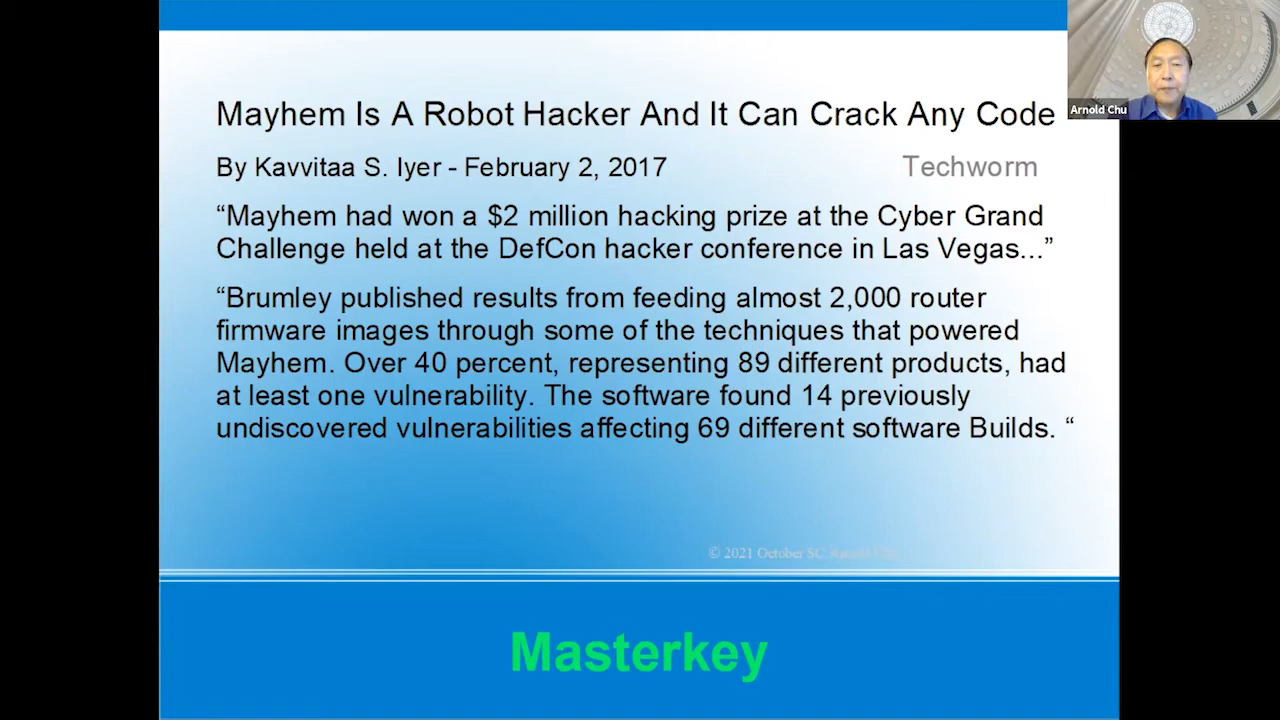 Mayhem Is A Robot Hacker And It Can Crack Any Code
By Kavvitaa S. Iyer - February 2, 2017 Techworm
“Mayhem had won a $2 million hacking prize at the Cyber Grand
Challenge held at the DefCon hacker conference in Las Vegas...”
“Brumley published results from feeding almost 2,000 router
firmware images through some of the techniques that powered
Mayhem. Over 40 percent, representing 89 different products, had
at least one vulnerability. The software found 14 previously
undiscovered vulnerabilities affecting 69 different software Builds. “
© 2021 October SC
Masterkey
Arnold Chu